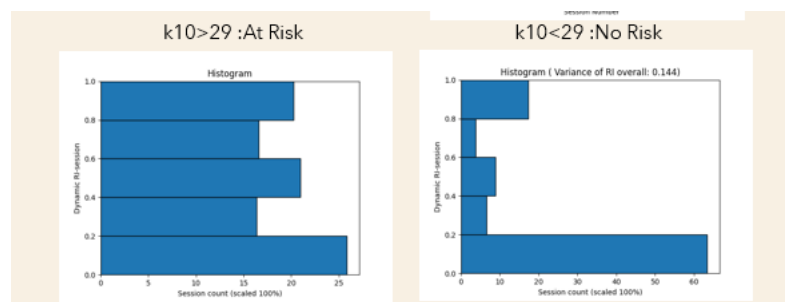 Session Number
k10>29 :At Risk
k10<29 :No Risk
Histogram
1.0
0.8
0.6
0.4
0.2
0.0
Dynamic RI-session
0 5 10 15 20 25
Session count (scaled 100%)
Histogram ( Variance of RI overall: 0.144)
1.0
0.8
0.6
0.4
0.2
0.0
Dynamic RI-session
0 10 20 30 40 50 60
Session count (scaled 100%)